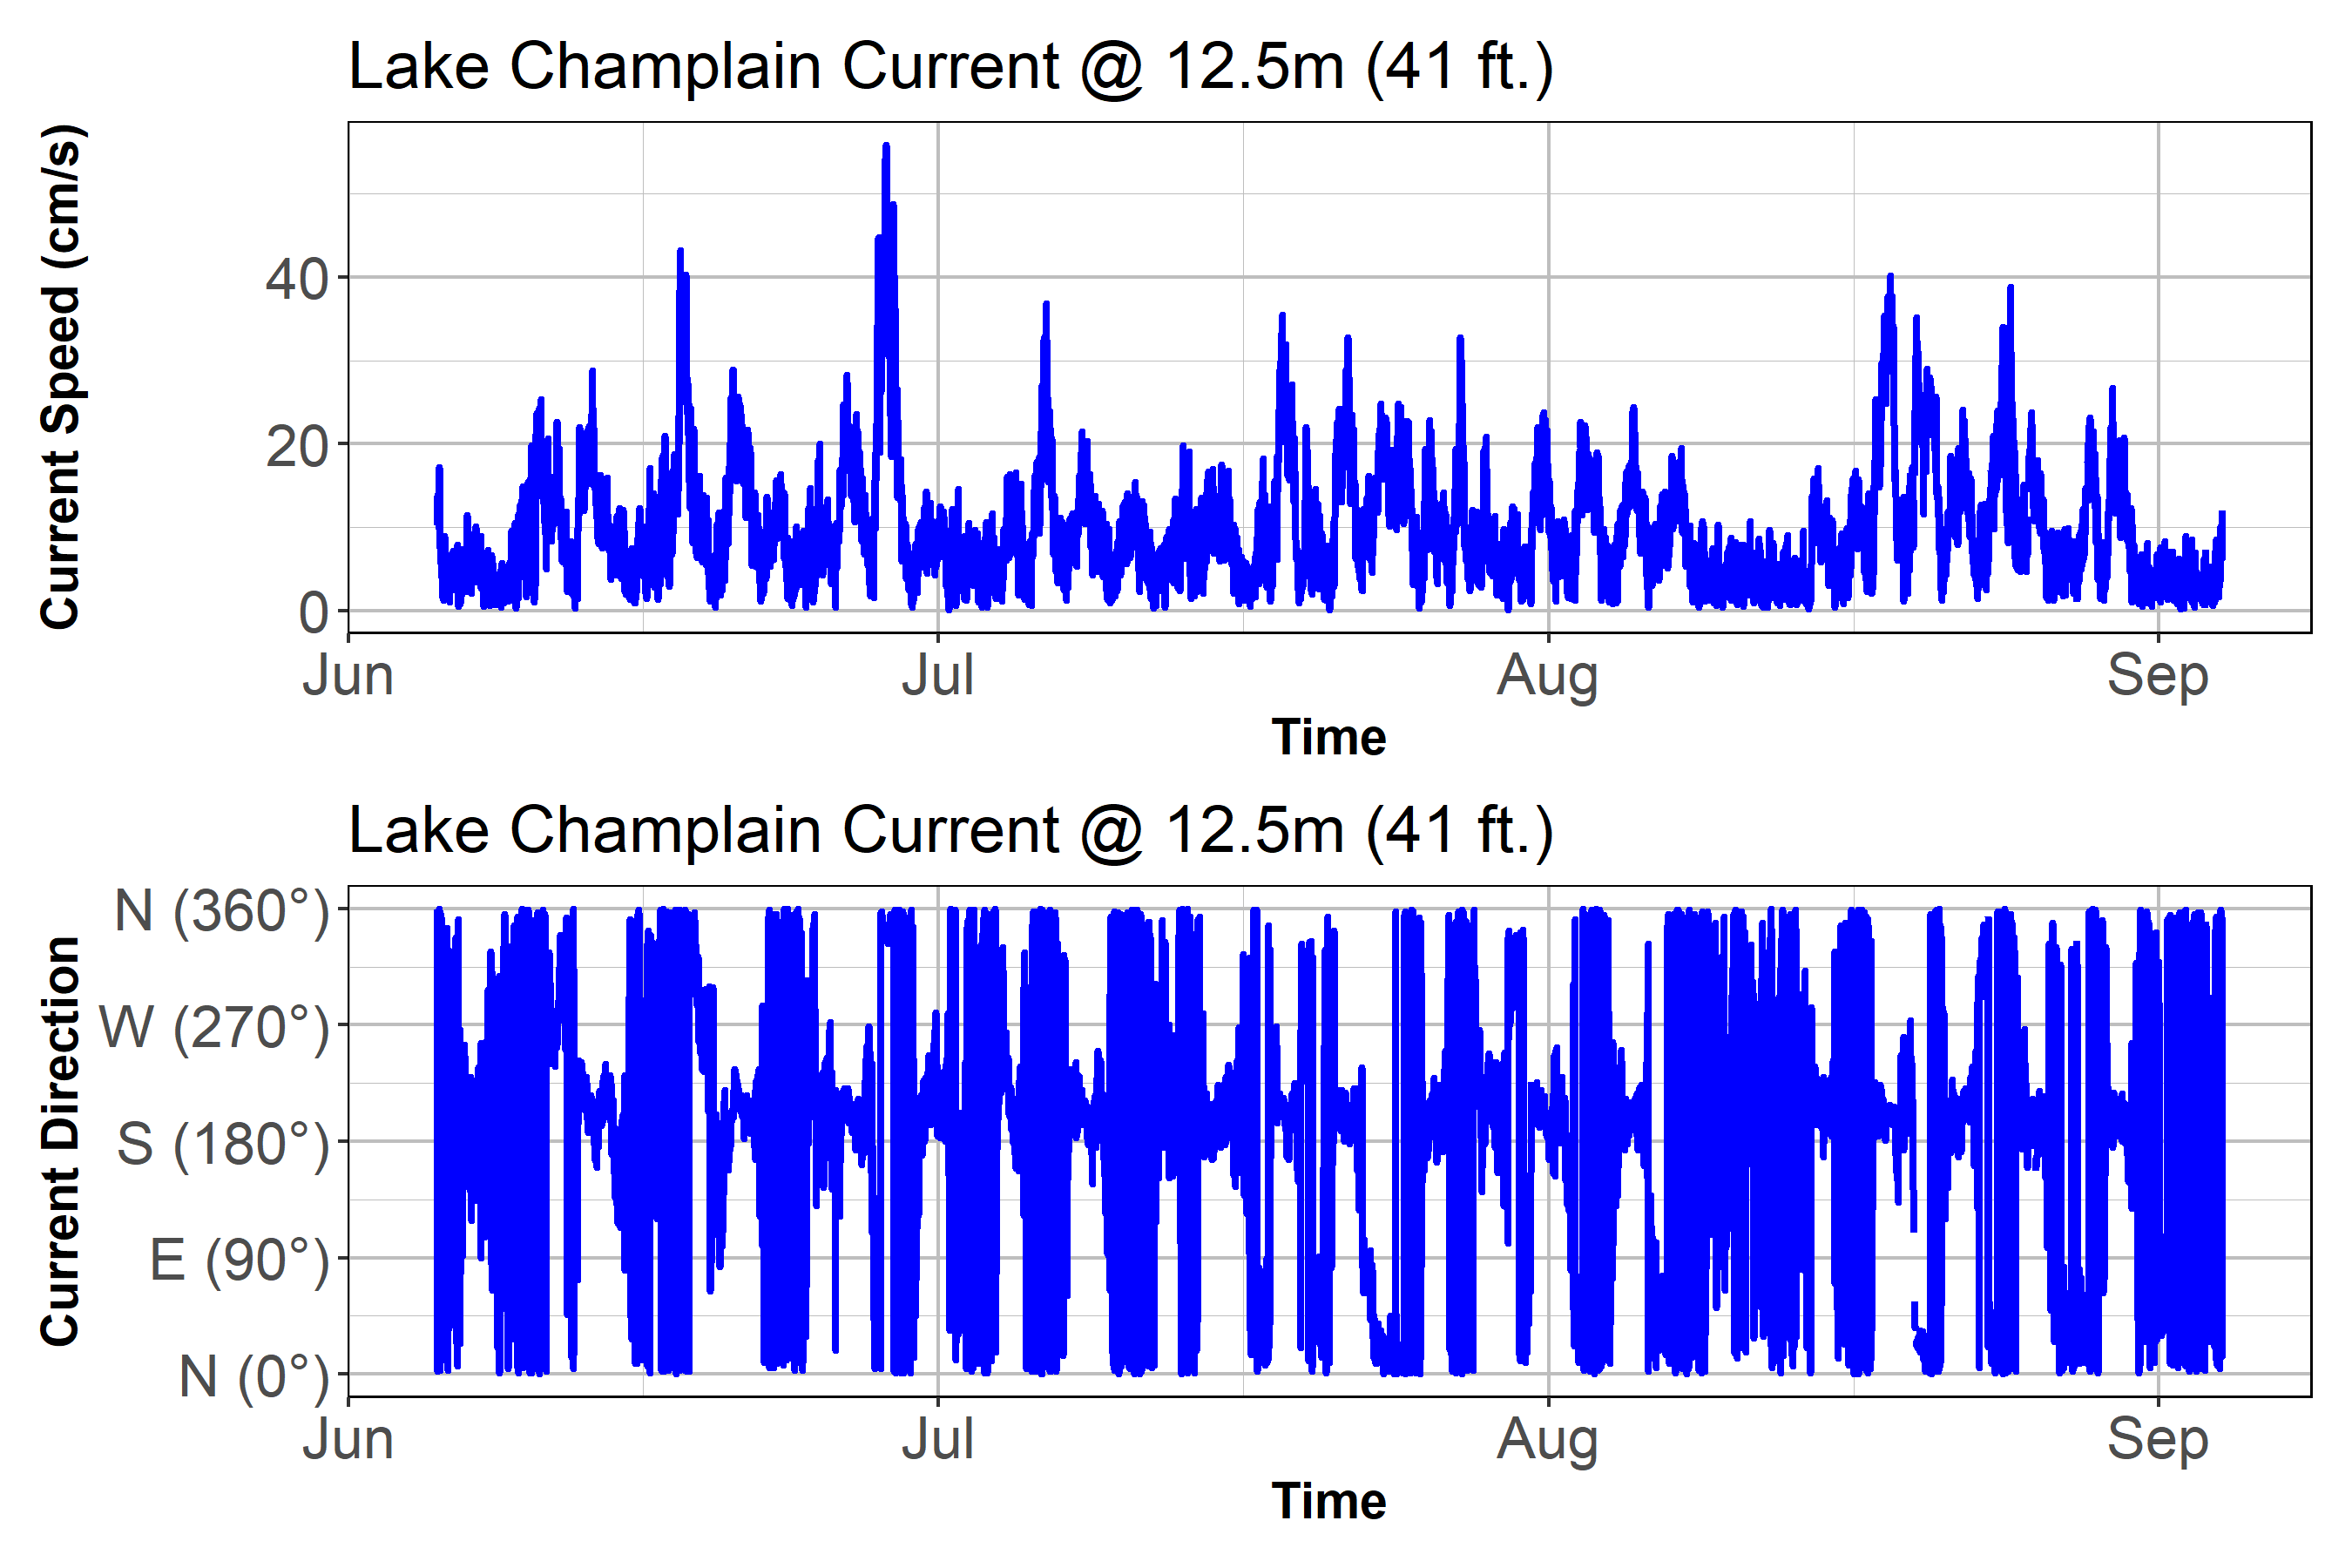 Lake Champlain Current @ 12.5m (41 ft.)
Current Speed (cm/s)
40
20
0
Jun Jul Aug Sep
Time
Lake Champlain Current @ 12.5m (41 ft.)
Current Direction
N (360°)
W (270°)
S (180°)
E (90°)
N (0°)
Jun Jul Aug Sep
Time